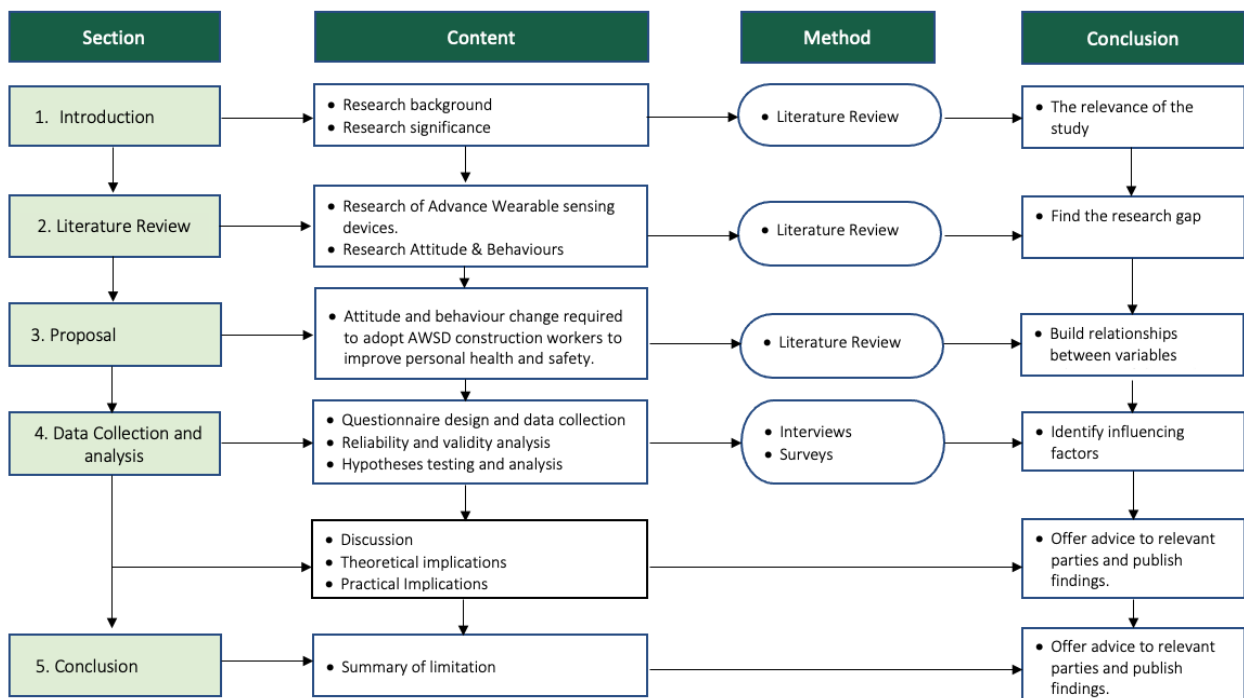 Section
Content
Method
Conclusion
1. Introduction
• Research background
• Research significance
• Literature Review
• The relevance of the
study
2. Literature Review
• Research of Advance Wearable sensing
devices.
• Research Attitude & Behaviours
• Literature Review
• Find the research gap
3. Proposal
• Attitude and behaviour change required
to adopt AWSD construction workers to
improve personal health and safety.
• Literature Review
• Build relationships
between variables
4. Data Collection and
analysis
• Questionnaire design and data collection
• Reliability and validity analysis
• Hypotheses testing and analysis
• Interviews
• Surveys
• Identify influencing
factors
• Discussion
• Theoretical implications
• Practical Implications
• Offer advice to relevant
parties and publish
findings.
5. Conclusion
• Summary of limitation
• Offer advice to relevant
parties and publish
findings.